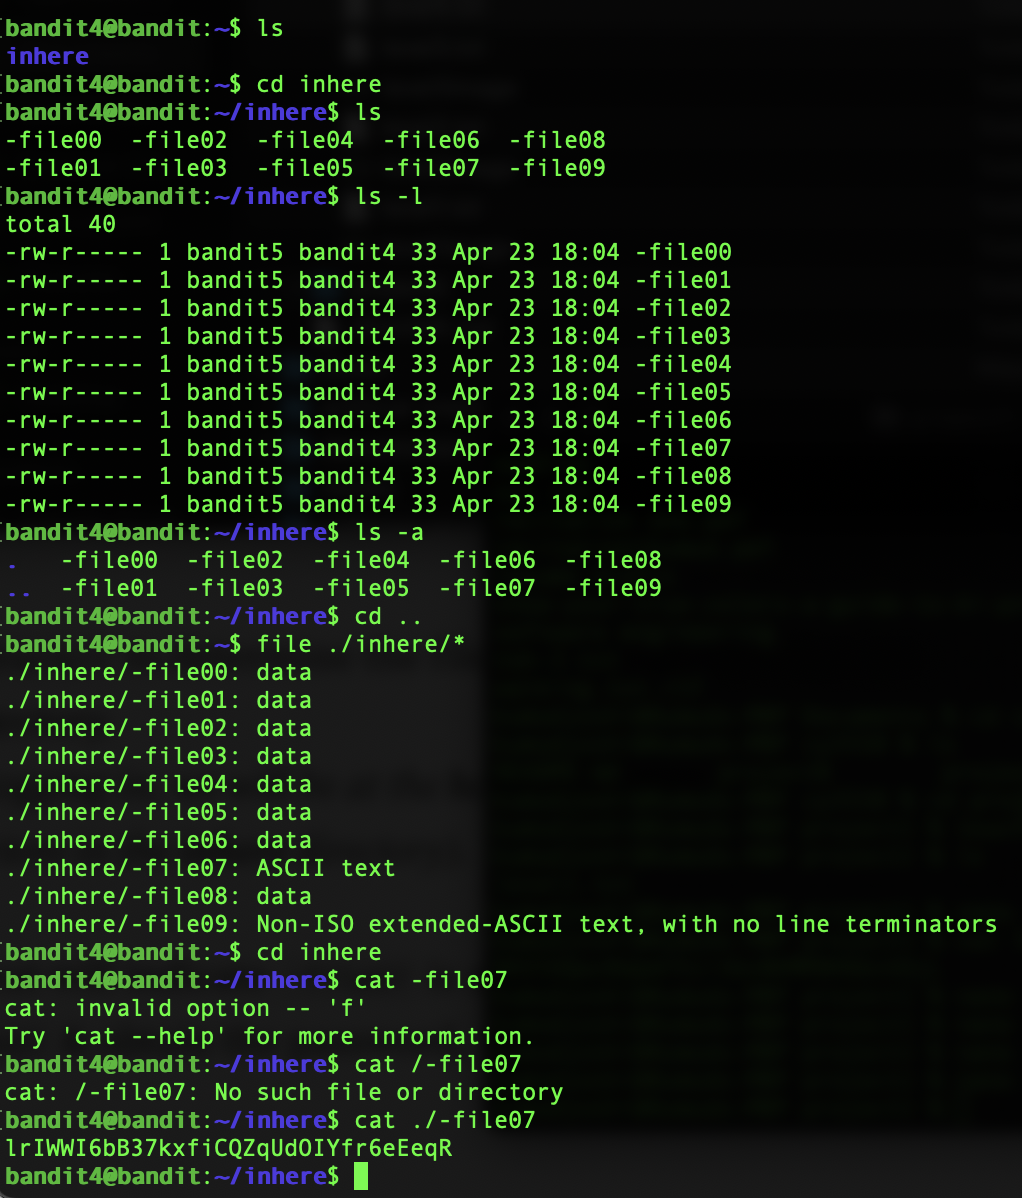 bandit4@bandit:~$ ls
inhere
bandit4@bandit:~$ cd inhere
bandit4@bandit:~/inhere$ ls
-file00  -file02  -file04  -file06  -file08
-file01  -file03  -file05  -file07  -file09
bandit4@bandit:~/inhere$ ls -l
total 40
-rw-r----- 1 bandit5 bandit4 33 Apr 23 18:04 -file00
-rw-r----- 1 bandit5 bandit4 33 Apr 23 18:04 -file01
-rw-r----- 1 bandit5 bandit4 33 Apr 23 18:04 -file02
-rw-r----- 1 bandit5 bandit4 33 Apr 23 18:04 -file03
-rw-r----- 1 bandit5 bandit4 33 Apr 23 18:04 -file04
-rw-r----- 1 bandit5 bandit4 33 Apr 23 18:04 -file05
-rw-r----- 1 bandit5 bandit4 33 Apr 23 18:04 -file06
-rw-r----- 1 bandit5 bandit4 33 Apr 23 18:04 -file07
-rw-r----- 1 bandit5 bandit4 33 Apr 23 18:04 -file08
-rw-r----- 1 bandit5 bandit4 33 Apr 23 18:04 -file09
bandit4@bandit:~/inhere$ ls -a
.   -file00  -file02  -file04  -file06  -file08
..  -file01  -file03  -file05  -file07  -file09
bandit4@bandit:~/inhere$ cd ..
bandit4@bandit:~$ file ./inhere/*
./inhere/-file00: data
./inhere/-file01: data
./inhere/-file02: data
./inhere/-file03: data
./inhere/-file04: data
./inhere/-file05: data
./inhere/-file06: data
./inhere/-file07: ASCII text
./inhere/-file08: data
./inhere/-file09: Non-ISO extended-ASCII text, with no line terminators
bandit4@bandit:~$ cd inhere
bandit4@bandit:~/inhere$ cat -file07
cat: invalid option -- 'f'
Try 'cat --help' for more information.
bandit4@bandit:~/inhere$ cat /-file07
cat: /-file07: No such file or directory
bandit4@bandit:~/inhere$ cat ./-file07
lrIWWI6bB37kxfiCQZqUdOIYfr6eEeqR
bandit4@bandit:~/inhere$